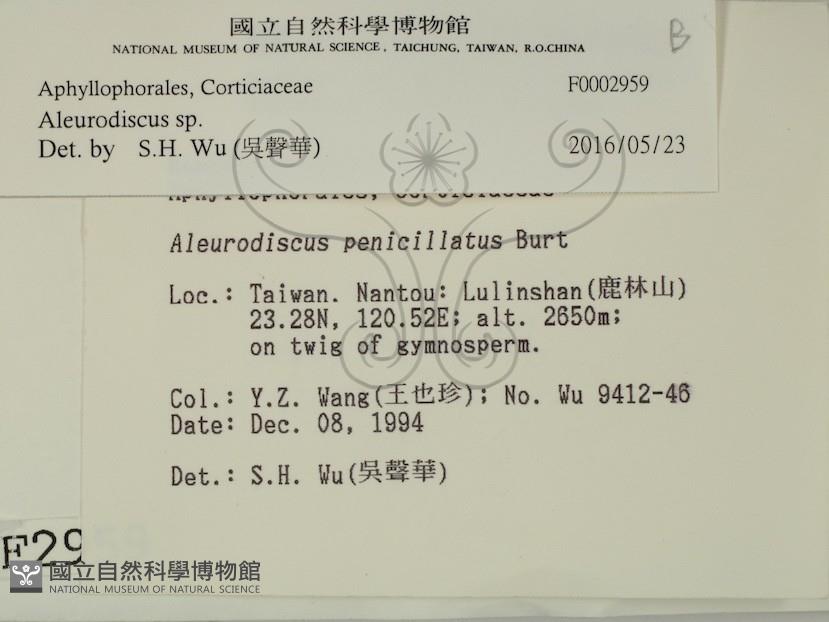 國立自然科學博物館
NATIONAL MUSEUM OF NATURAL SCIENCE, TAICHUNG, TAIWAN, R.O.CHINA
B
Aphyllophorales, Corticiaceae F0002959
Aleurodiscus sp.
Det. by S.H. Wu (吳聲華) 2016/05/23
Aphyllophorales, Corticiaceae
Aleurodiscus penicillatus Burt
Loc.: Taiwan. Nantou: Lulinshan(鹿林山)
23.28N, 120.52E; alt. 2650m;
on twig of gymnosperm.
Col.: Y.Z. Wang(王也珍); No. Wu 9412-46
Date: Dec. 08, 1994
Det.: S.H. Wu(吳聲華)
F29
國立自然科學博物館
NATIONAL MUSEUM OF NATURAL SCIENCE